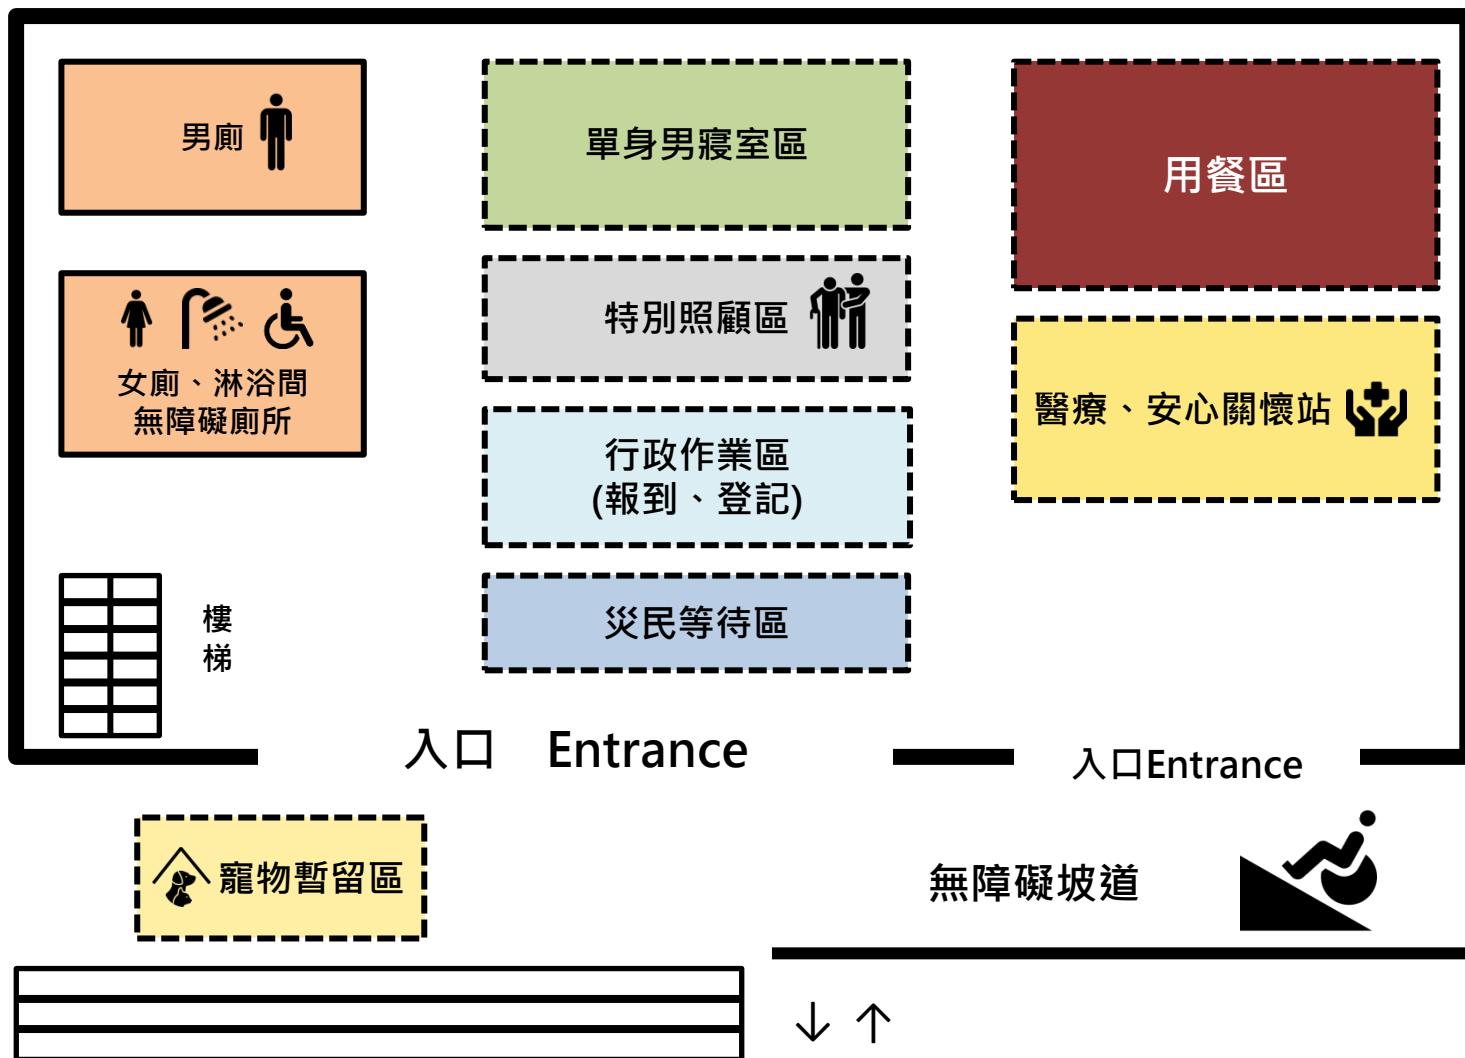 男廁
單身男寢室區
用餐區
特別照顧區
女廁、淋浴間
無障礙廁所
醫療、安心關懷站
行政作業區
(報到、登記)
災民等待區
樓
梯
入口 Entrance
入口Entrance
寵物暫留區
無障礙坡道
↓ ↑